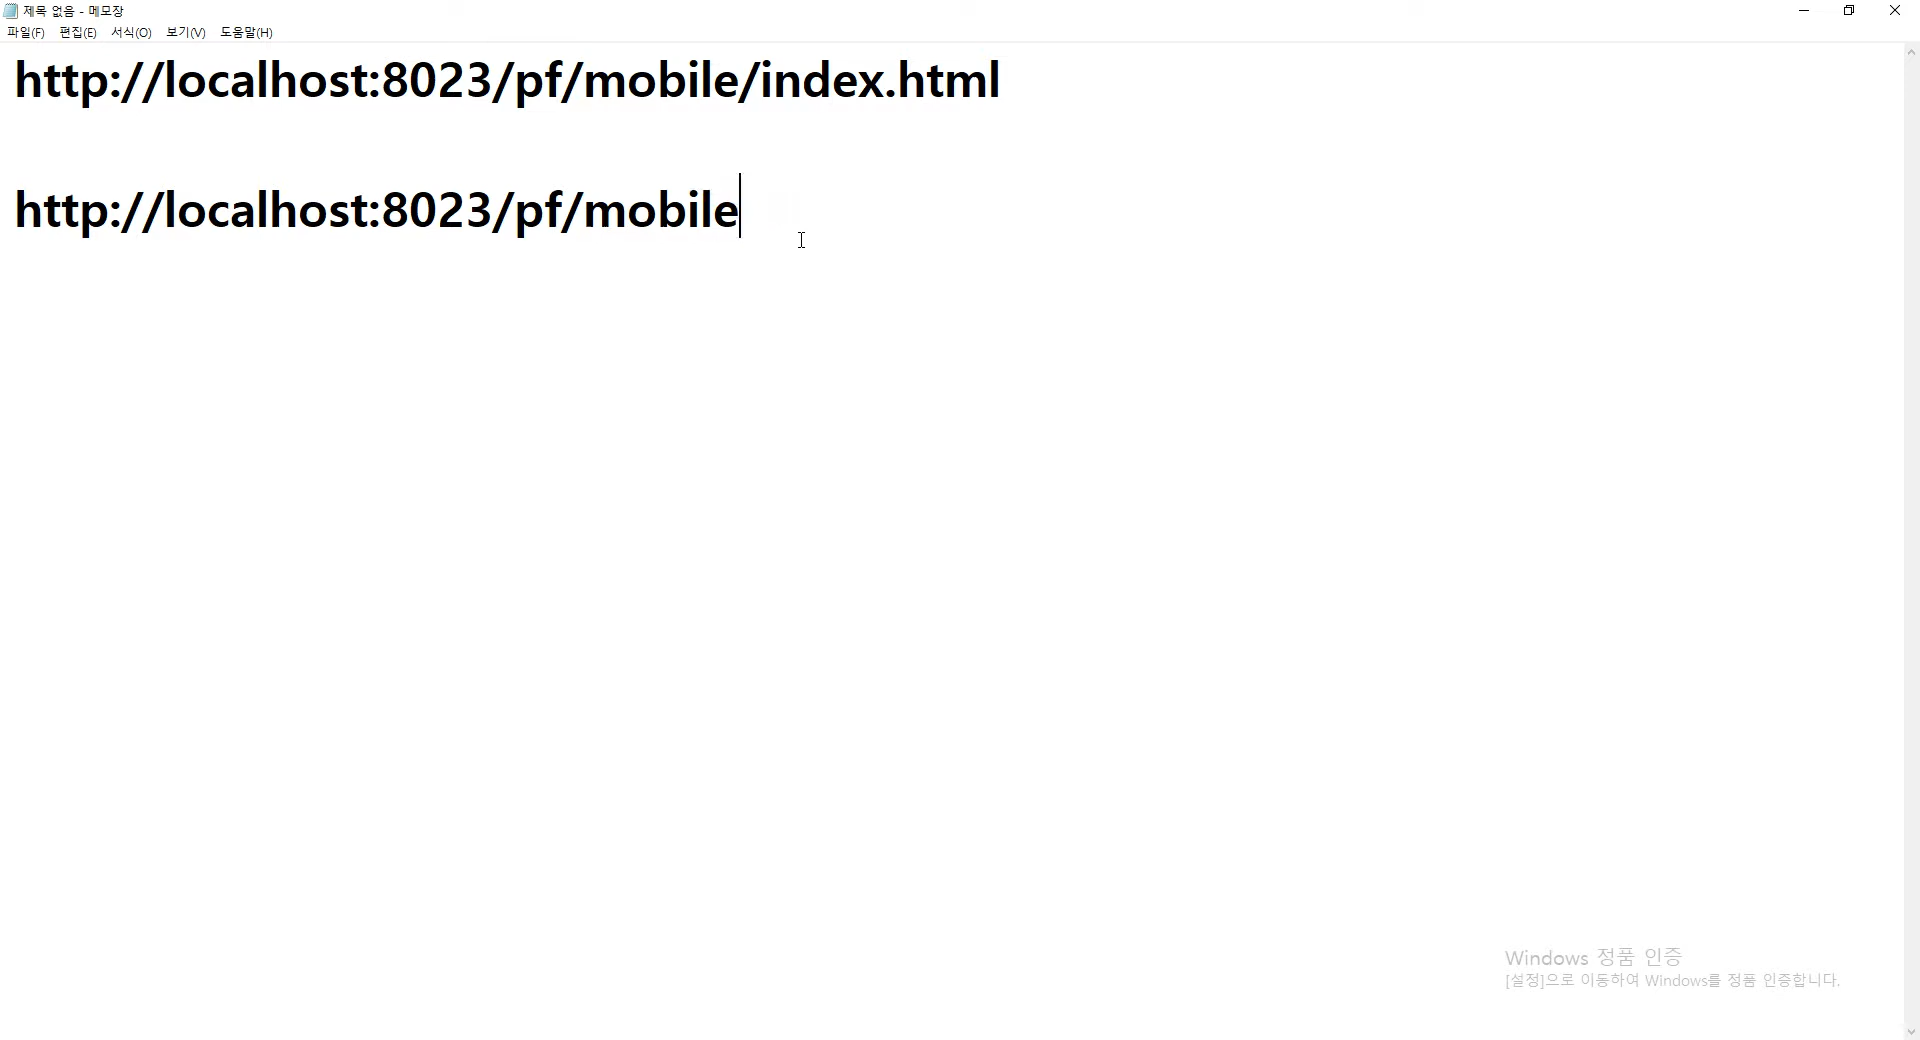 제목 없음 - 메모장
파일(F) 편집(E) 서식(O) 보기(V) 도움말(H)
http://localhost:8023/pf/mobile/index.html
http://localhost:8023/pf/mobile
Windows 정품 인증
[설정]으로 이동하여 Windows를 정품 인증합니다.